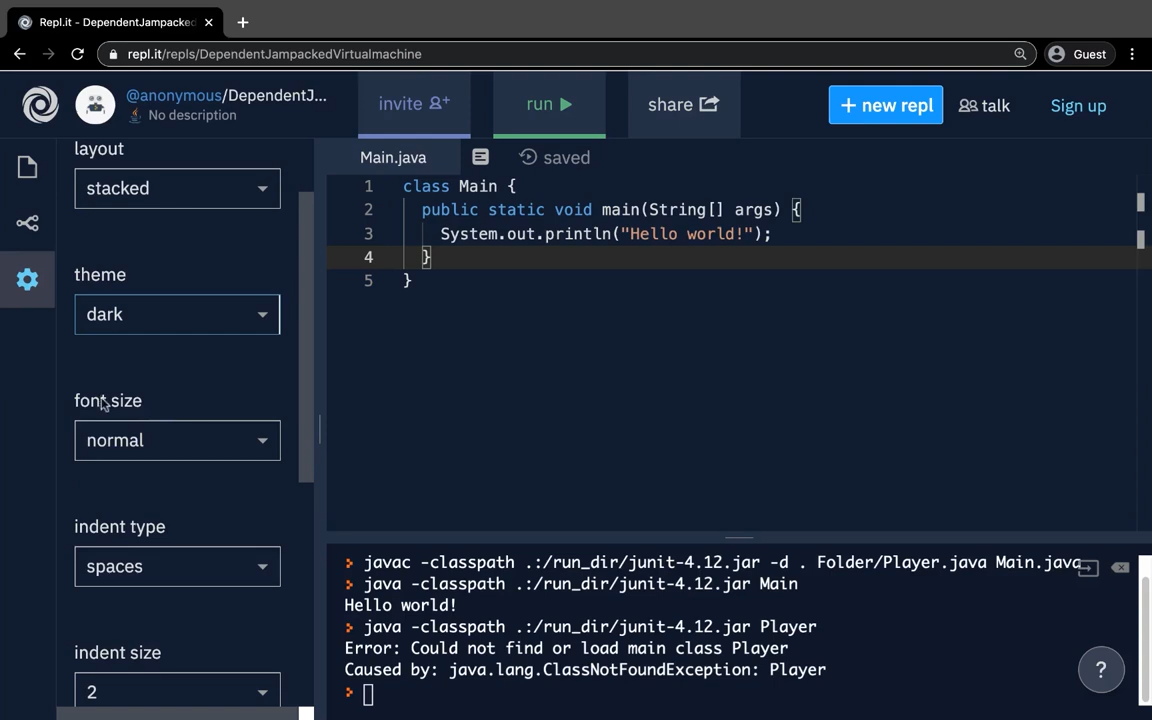 Repl.it - DependentJampacked
repl.it/repls/DependentJampackedVirtualmachine
Guest
@anonymous/DependentJ...
No description
invite
run
share
+ new repl
talk
Sign up
layout
stacked
theme
dark
font size
normal
indent type
spaces
indent size
2
Main.java
saved
1 class Main {
2 public static void main(String[] args) {
3 System.out.println("Hello world!");
4 }
5 }
> javac -classpath .:/run_dir/junit-4.12.jar -d . Folder/Player.java Main.java
> java -classpath .:/run_dir/junit-4.12.jar Main
Hello world!
> java -classpath .:/run_dir/junit-4.12.jar Player
Error: Could not find or load main class Player
Caused by: java.lang.ClassNotFoundException: Player
>
?